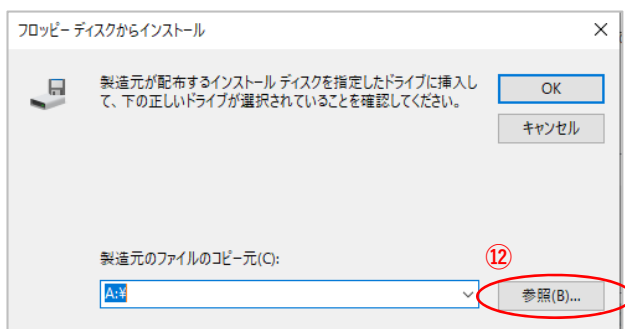 フロッピー ディスクからインストール
製造元が配布するインストール ディスクを指定したドライブに挿入し
て、下の正しいドライブが選択されていることを確認してください。
OK
キャンセル
製造元のファイルのコピー元(C):
⑫
A:¥
参照(B)...